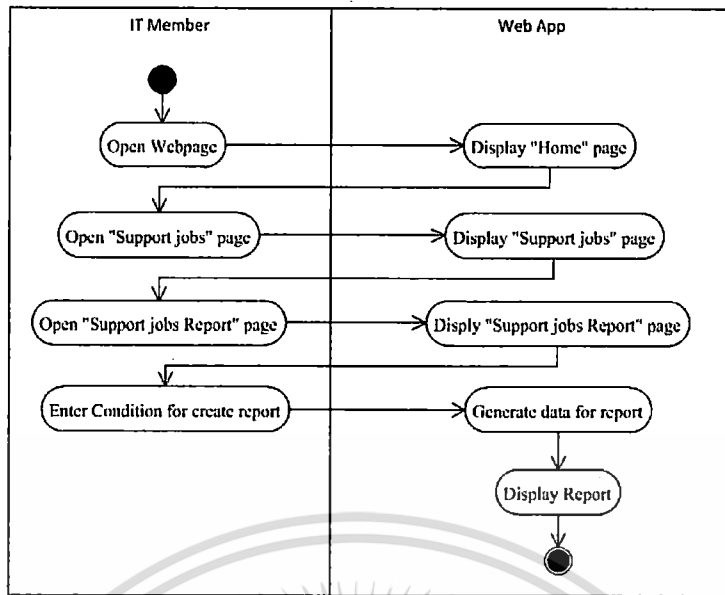 IT Member
Web App
Open Webpage
Display "Home" page
Open "Support jobs" page
Display "Support jobs" page
Open "Support jobs Report" page
Disply "Support jobs Report" page
Enter Condition for create report
Generate data for report
Display Report